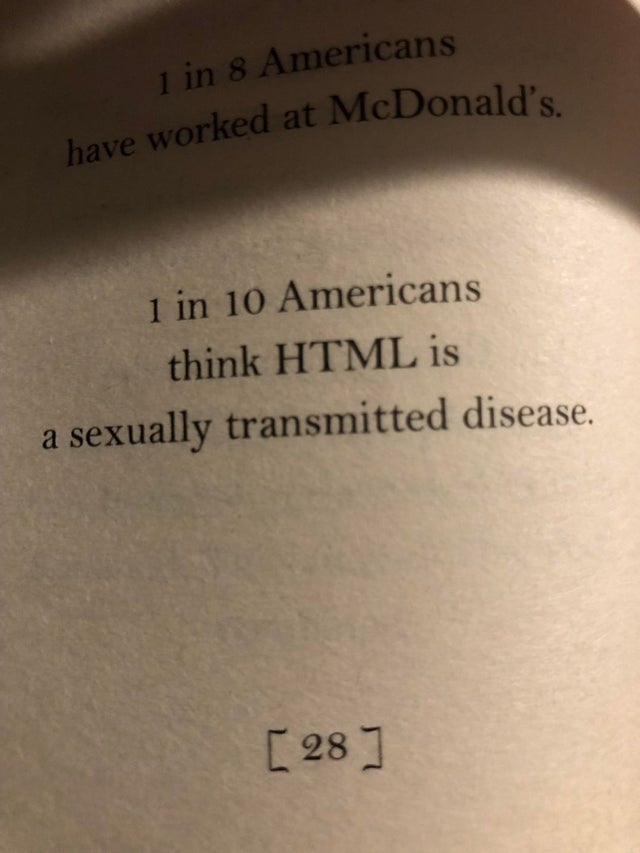 1 in 8 Americans
have worked at McDonald's.
1 in 10 Americans
think HTML is
a sexually transmitted disease.
[ 28 ]